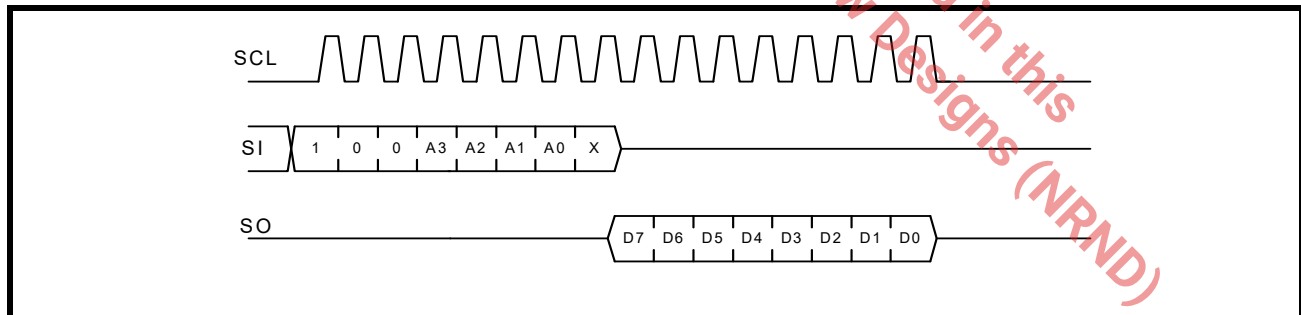 SCL
SI 1 0 0 A3 A2 A1 A0 X
SO D7 D6 D5 D4 D3 D2 D1 D0
in this
Designs (NRND)